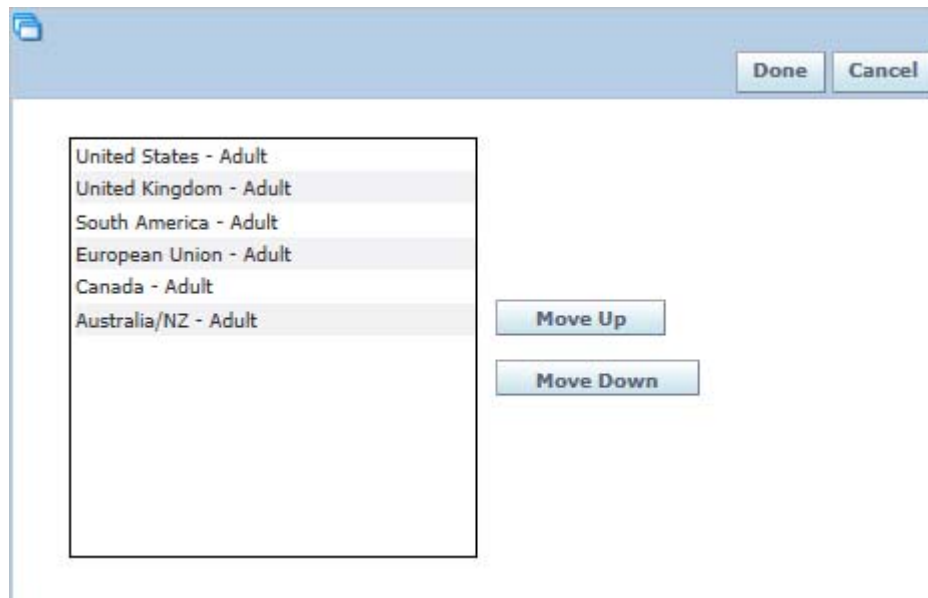 Done Cancel
United States - Adult
United Kingdom - Adult
South America - Adult
European Union - Adult
Canada - Adult
Australia/NZ - Adult
Move Up
Move Down